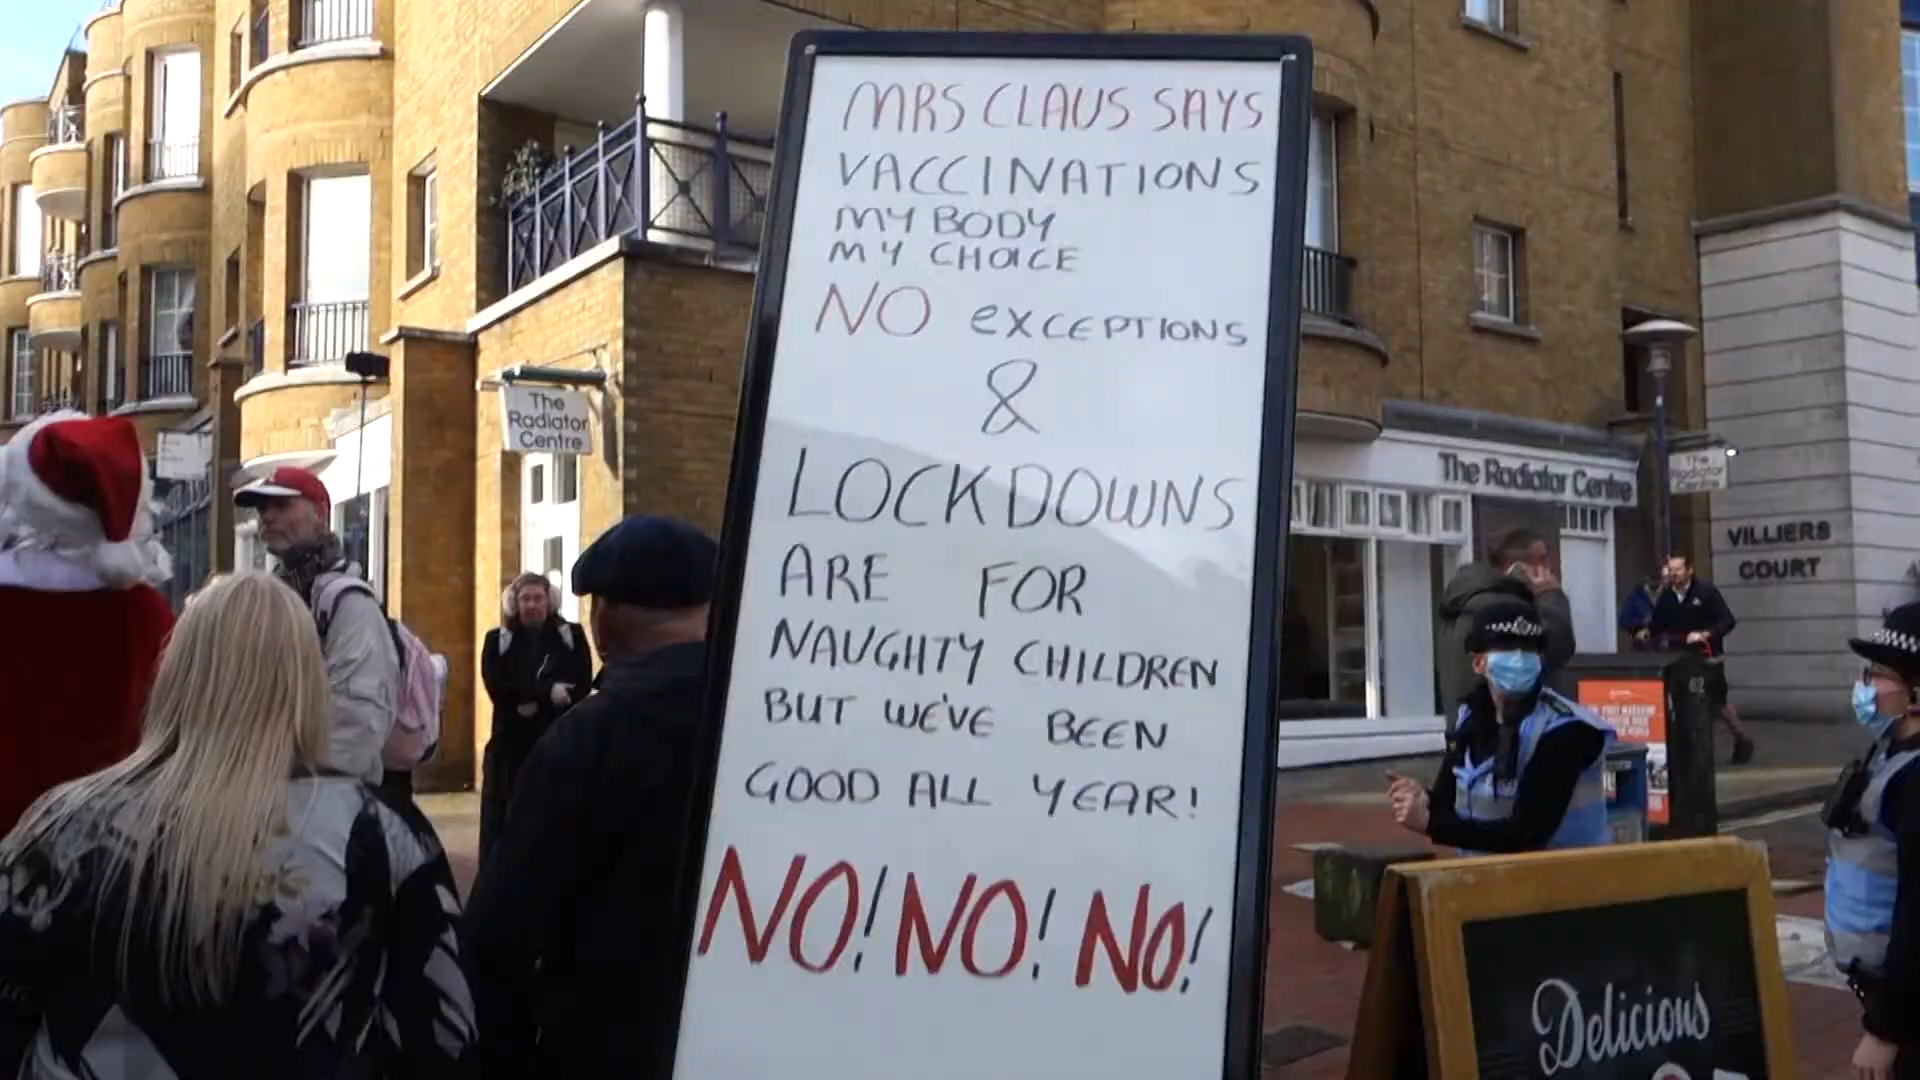 MRS CLAUS SAYS
VACCINATIONS
MY BODY
MY CHOICE
NO eXCEPTIONS
&
LOCKDOWNS
ARE FOR
NAUGHTY CHILDREN
BUT WE'VE BEEN
GOOD ALL YEAR!
NO! NO! NO!
The
Radiator
Centre
The Radiator Centre
The
Radiator
Centre
VILLIERS
COURT
62
Delicious